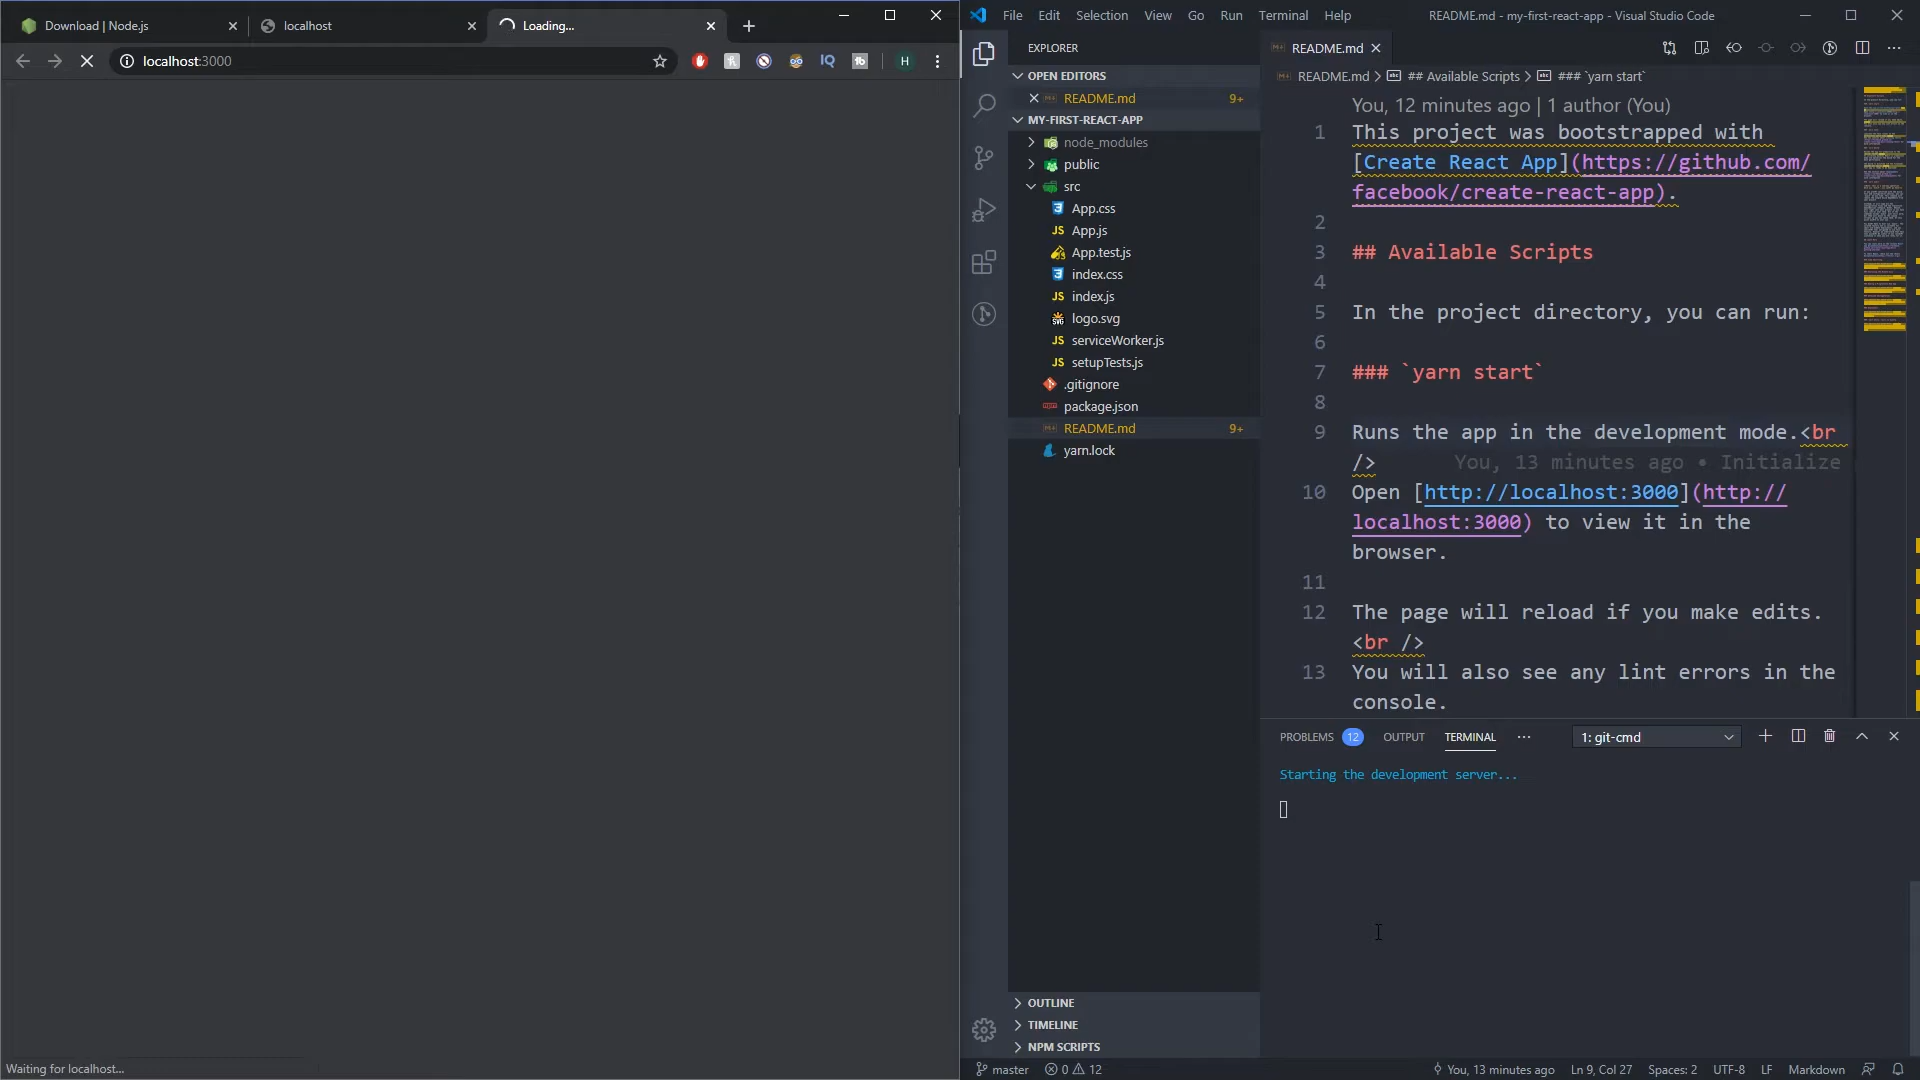 Download | Node.js
localhost
Loading...
localhost:3000
IQ
H
Waiting for localhost...
File Edit Selection View Go Run Terminal Help
README.md - my-first-react-app - Visual Studio Code
EXPLORER
OPEN EDITORS
README.md 9+
MY-FIRST-REACT-APP
node_modules
public
src
App.css
JS App.js
App.test.js
index.css
JS index.js
logo.svg
JS serviceWorker.js
JS setupTests.js
.gitignore
package.json
README.md 9+
yarn.lock
OUTLINE
TIMELINE
NPM SCRIPTS
README.md
README.md > ## Available Scripts > ### `yarn start`
You, 12 minutes ago | 1 author (You)
1 This project was bootstrapped with
[Create React App](https://github.com/
facebook/create-react-app).
2
3 ## Available Scripts
4
5 In the project directory, you can run:
6
7 ### `yarn start`
8
9 Runs the app in the development mode.<br
/> You, 13 minutes ago • Initialize
10 Open [http://localhost:3000](http://
localhost:3000) to view it in the
browser.
11
12 The page will reload if you make edits.
<br />
13 You will also see any lint errors in the
console.
PROBLEMS 12 OUTPUT TERMINAL ... 1: git-cmd
Starting the development server...
master 0 12 You, 13 minutes ago Ln 9, Col 27 Spaces: 2 UTF-8 LF Markdown